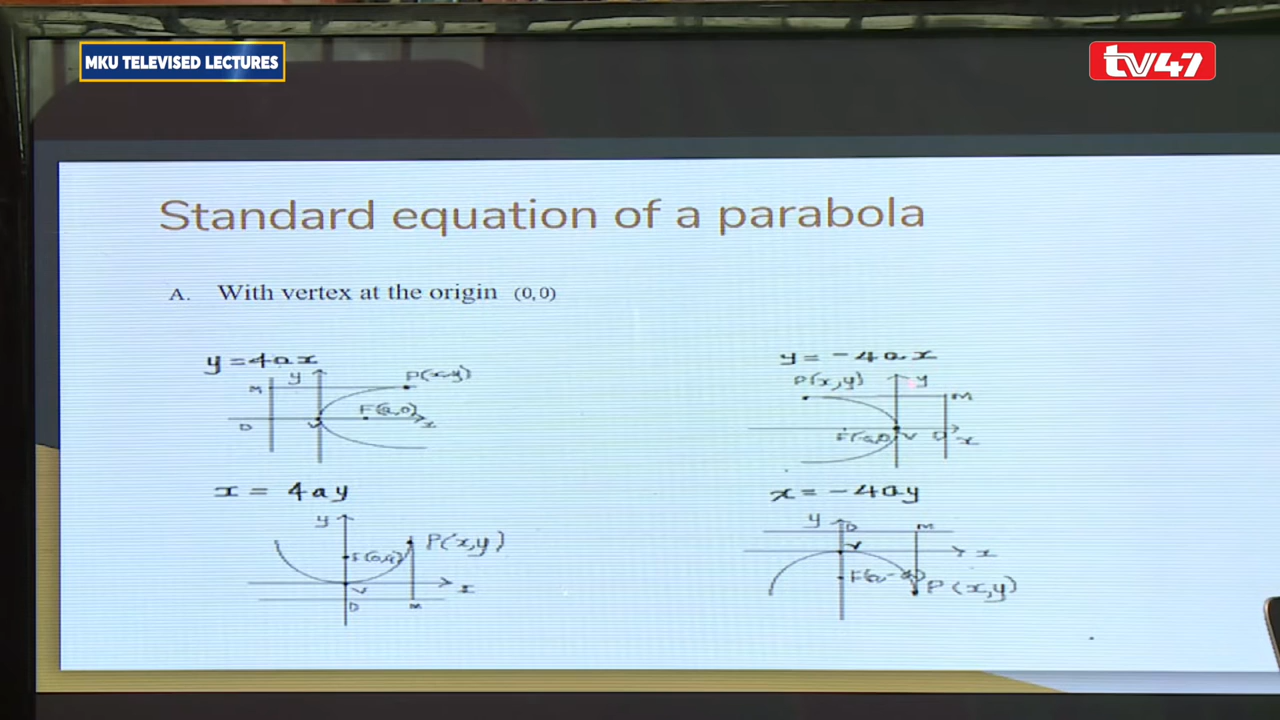 MKU TELEVISED LECTURES
tv47
Standard equation of a parabola
A. With vertex at the origin (0,0)
y = 4ax
y
P(x,y)
M
F(a,0)
x
D
V
y = -4ax
P(x,y)
y
M
V
D
x
x = 4ay
y
P(x,y)
V
x
D
M
x = -4ay
y
D
M
V
x
P(x,y)